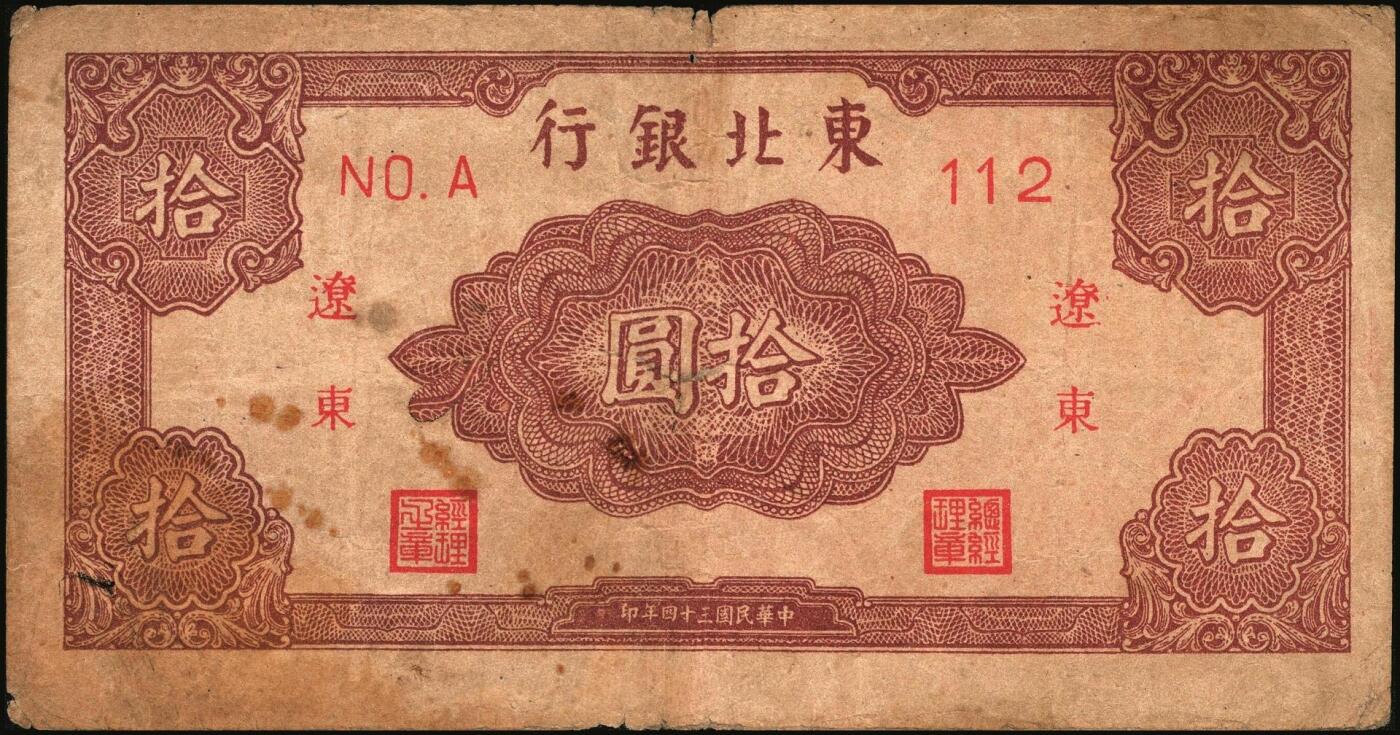 東北銀行
拾
拾
NO. A 112
遼東
遼東
拾圓
總經理章
經理之章
拾
拾
中華民國三十四年印